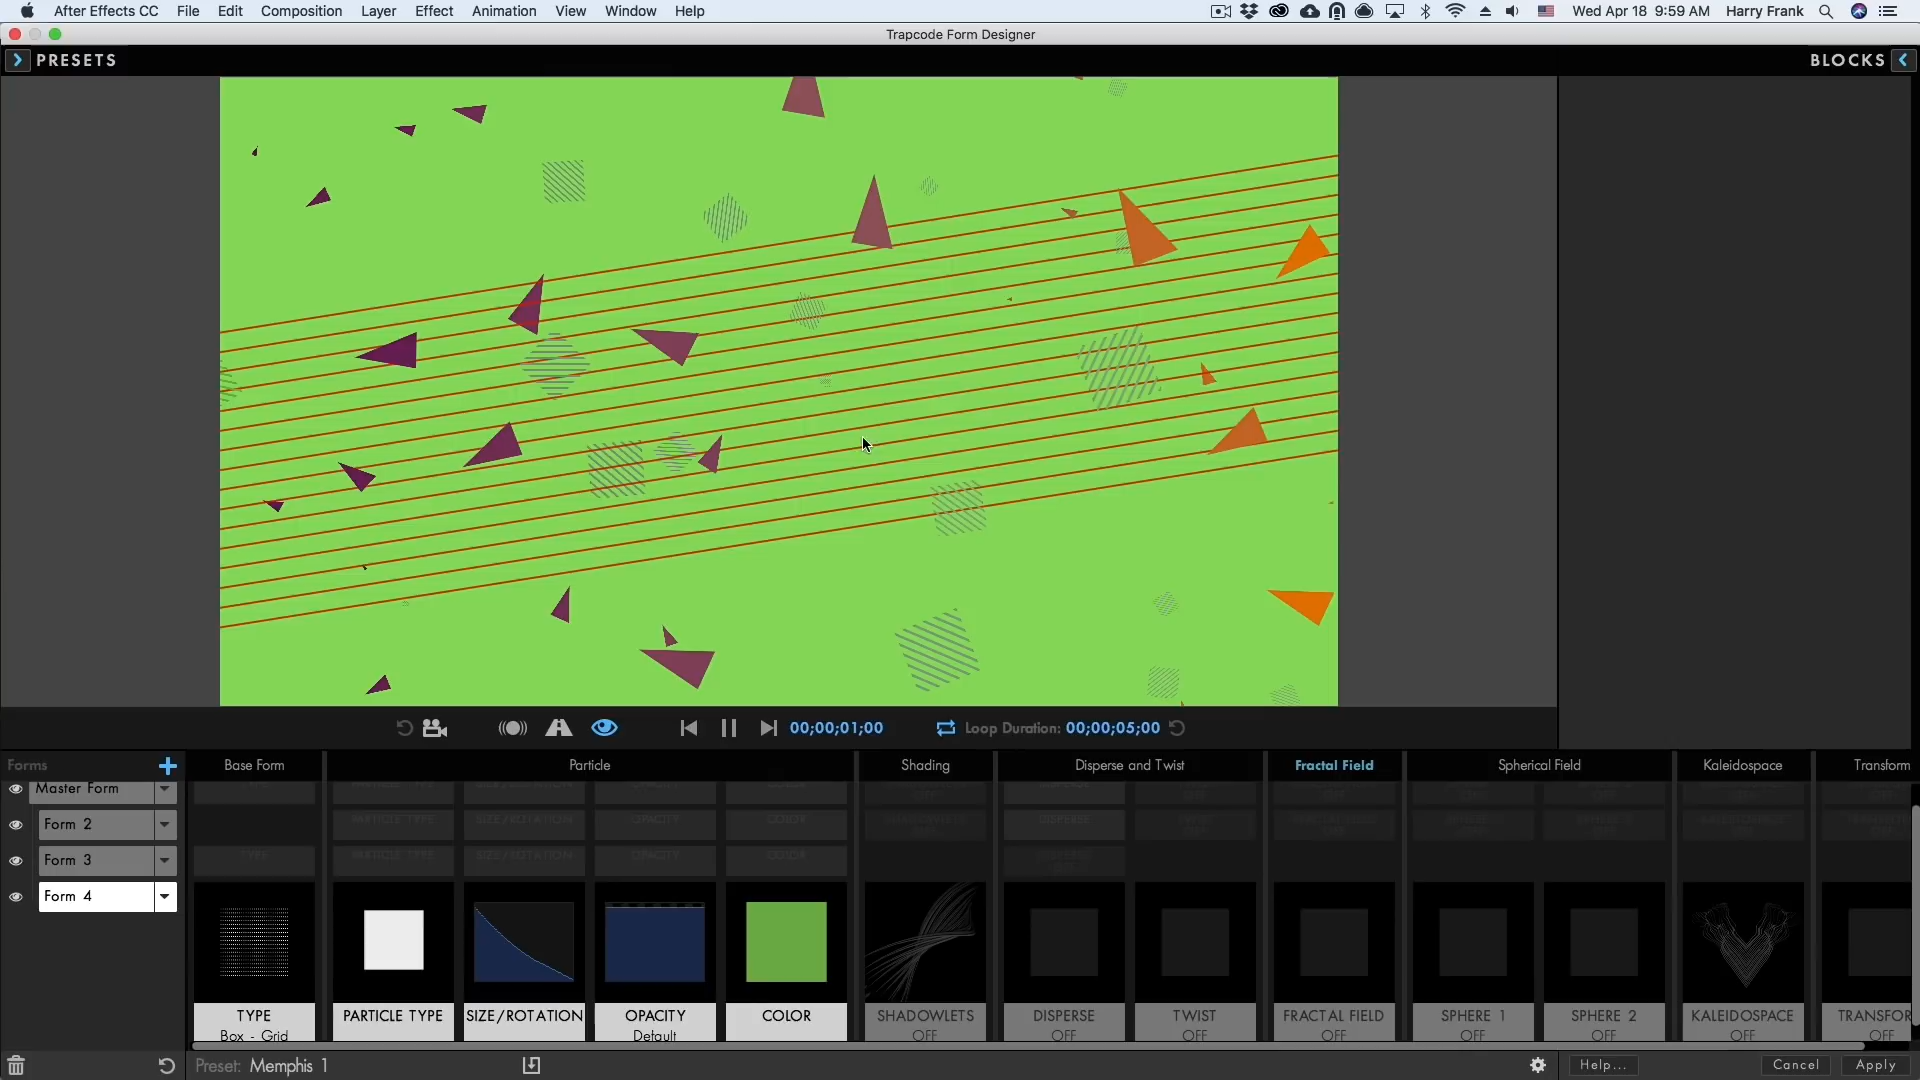 After Effects CC File Edit Composition Layer Effect Animation View Window Help Wed Apr 18 9:59 AM Harry Frank
Trapcode Form Designer
PRESETS BLOCKS
00;00;01;00 Loop Duration: 00;00;05;00
Forms Base Form Particle Shading Disperse and Twist Fractal Field Spherical Field Kaleidospace Transform
Master Form
Form 2
Form 3
Form 4
TYPE PARTICLE TYPE SIZE/ROTATION OPACITY COLOR SHADOWLETS DISPERSE TWIST FRACTAL FIELD SPHERE 1 SPHERE 2 KALEIDOSPACE TRANSFOR
Box - Grid Default OFF OFF OFF OFF OFF OFF OFF OFF
Preset: Memphis 1 Help... Cancel Apply